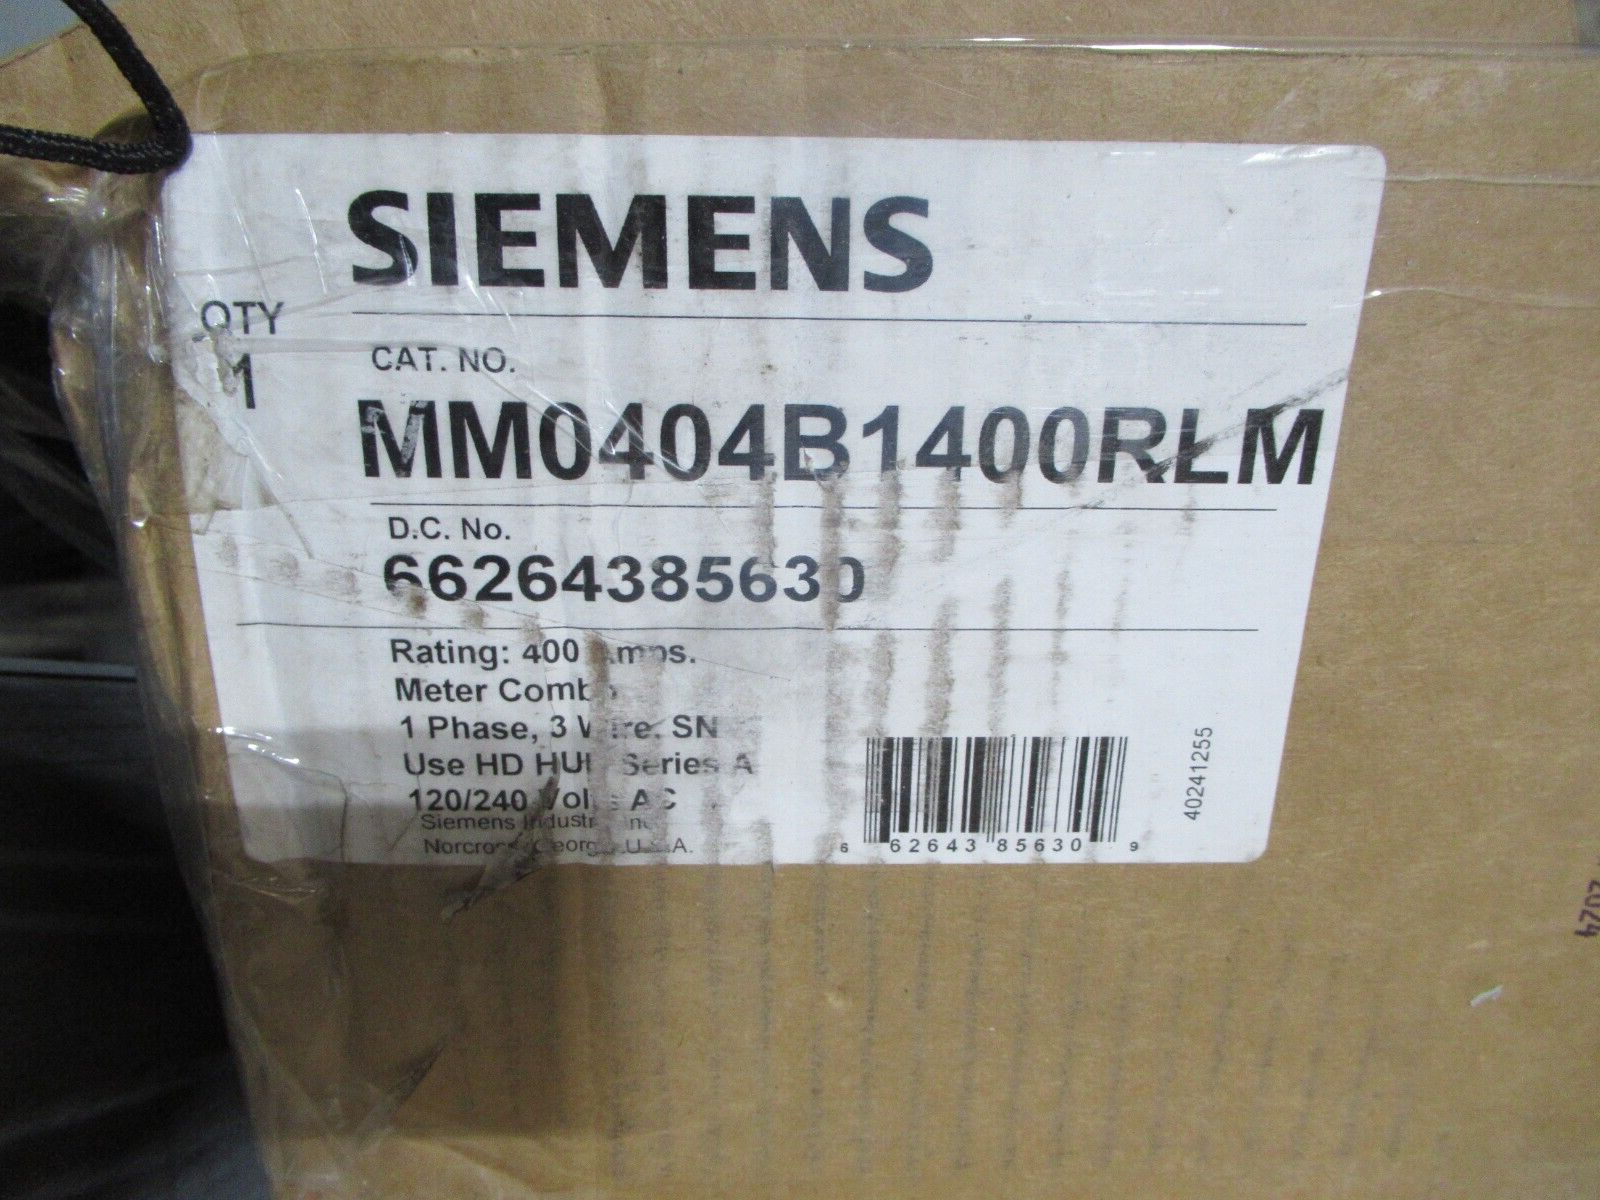 SIEMENS
QTY
1
CAT. NO.
MM0404B1400RLM
D.C. No.
66264385630
Rating: 400 Amps.
Meter Combo
1 Phase, 3 Wire. SN
Use HD HUB Series A
120/240 Volts AC
Siemens Industry Inc
Norcross, Georgia U.S.A.
6 62643 85630 9
40241255
2024